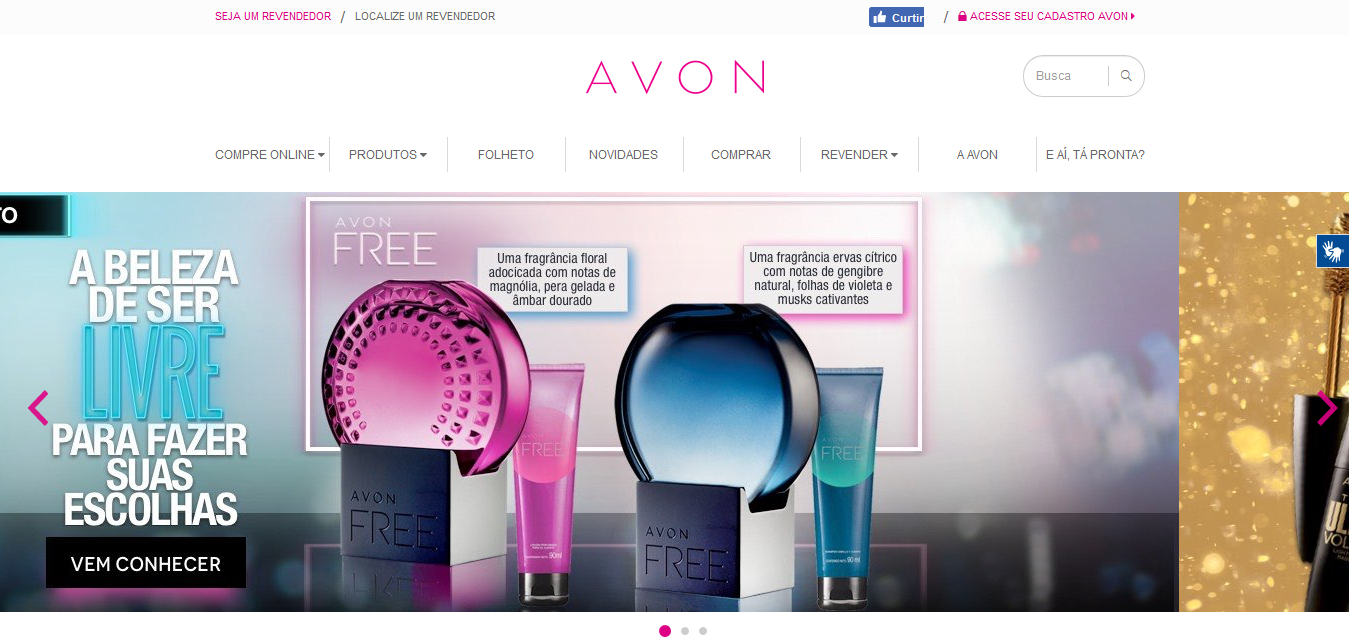 SEJA UM REVENDEDOR / LOCALIZE UM REVENDEDOR
Curtir / ACESSE SEU CADASTRO AVON
AVON
Busca
COMPRE ONLINE
PRODUTOS
FOLHETO
NOVIDADES
COMPRAR
REVENDER
A AVON
E AÍ, TÁ PRONTA?
TO
A BELEZA
DE SER
LIVRE
PARA FAZER
SUAS
ESCOLHAS
VEM CONHECER
AVON
FREE
Uma fragrância floral
adocicada com notas de
magnólia, pera gelada e
âmbar dourado
Uma fragrância ervas cítrico
com notas de gengibre
natural, folhas de violeta e
musks cativantes
AVON
FREE
FREE
90ml
AVON
FREE
FREE
90 ml